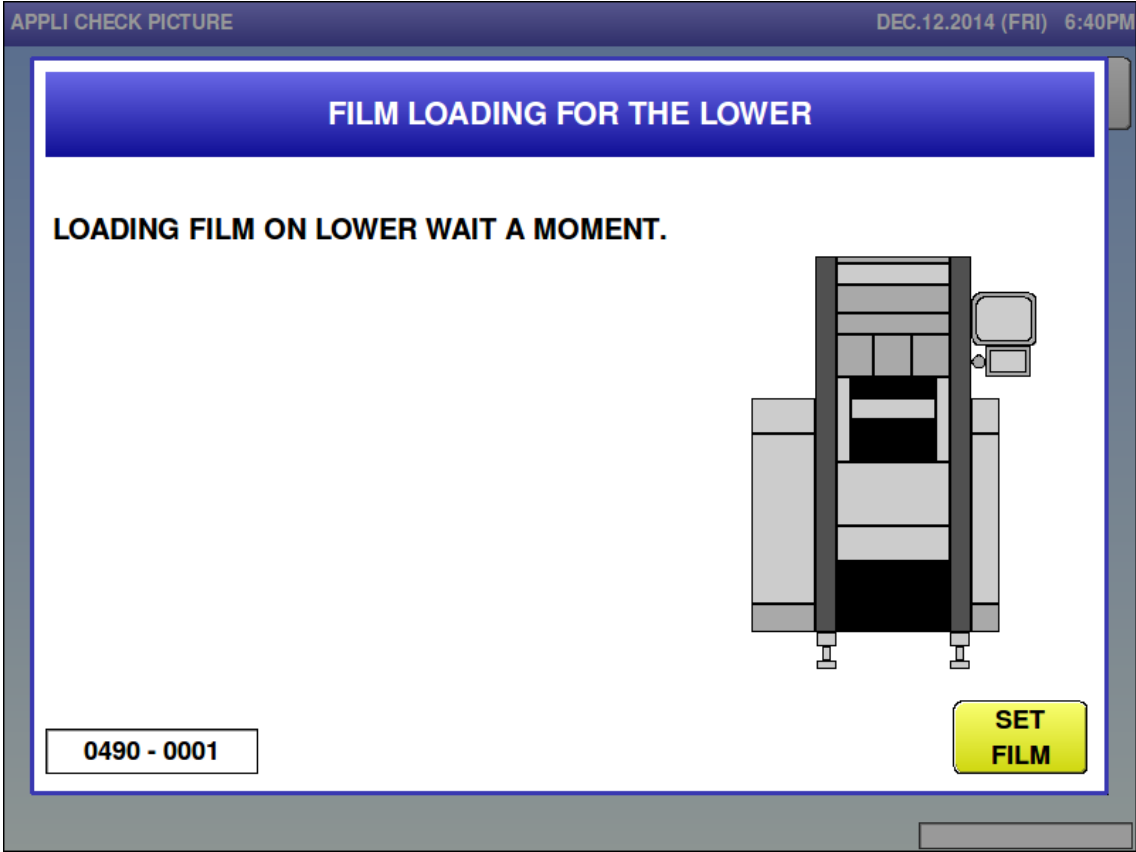 APPLI CHECK PICTURE DEC.12.2014 (FRI) 6:40PM
FILM LOADING FOR THE LOWER
LOADING FILM ON LOWER WAIT A MOMENT.
SET
FILM
0490 - 0001